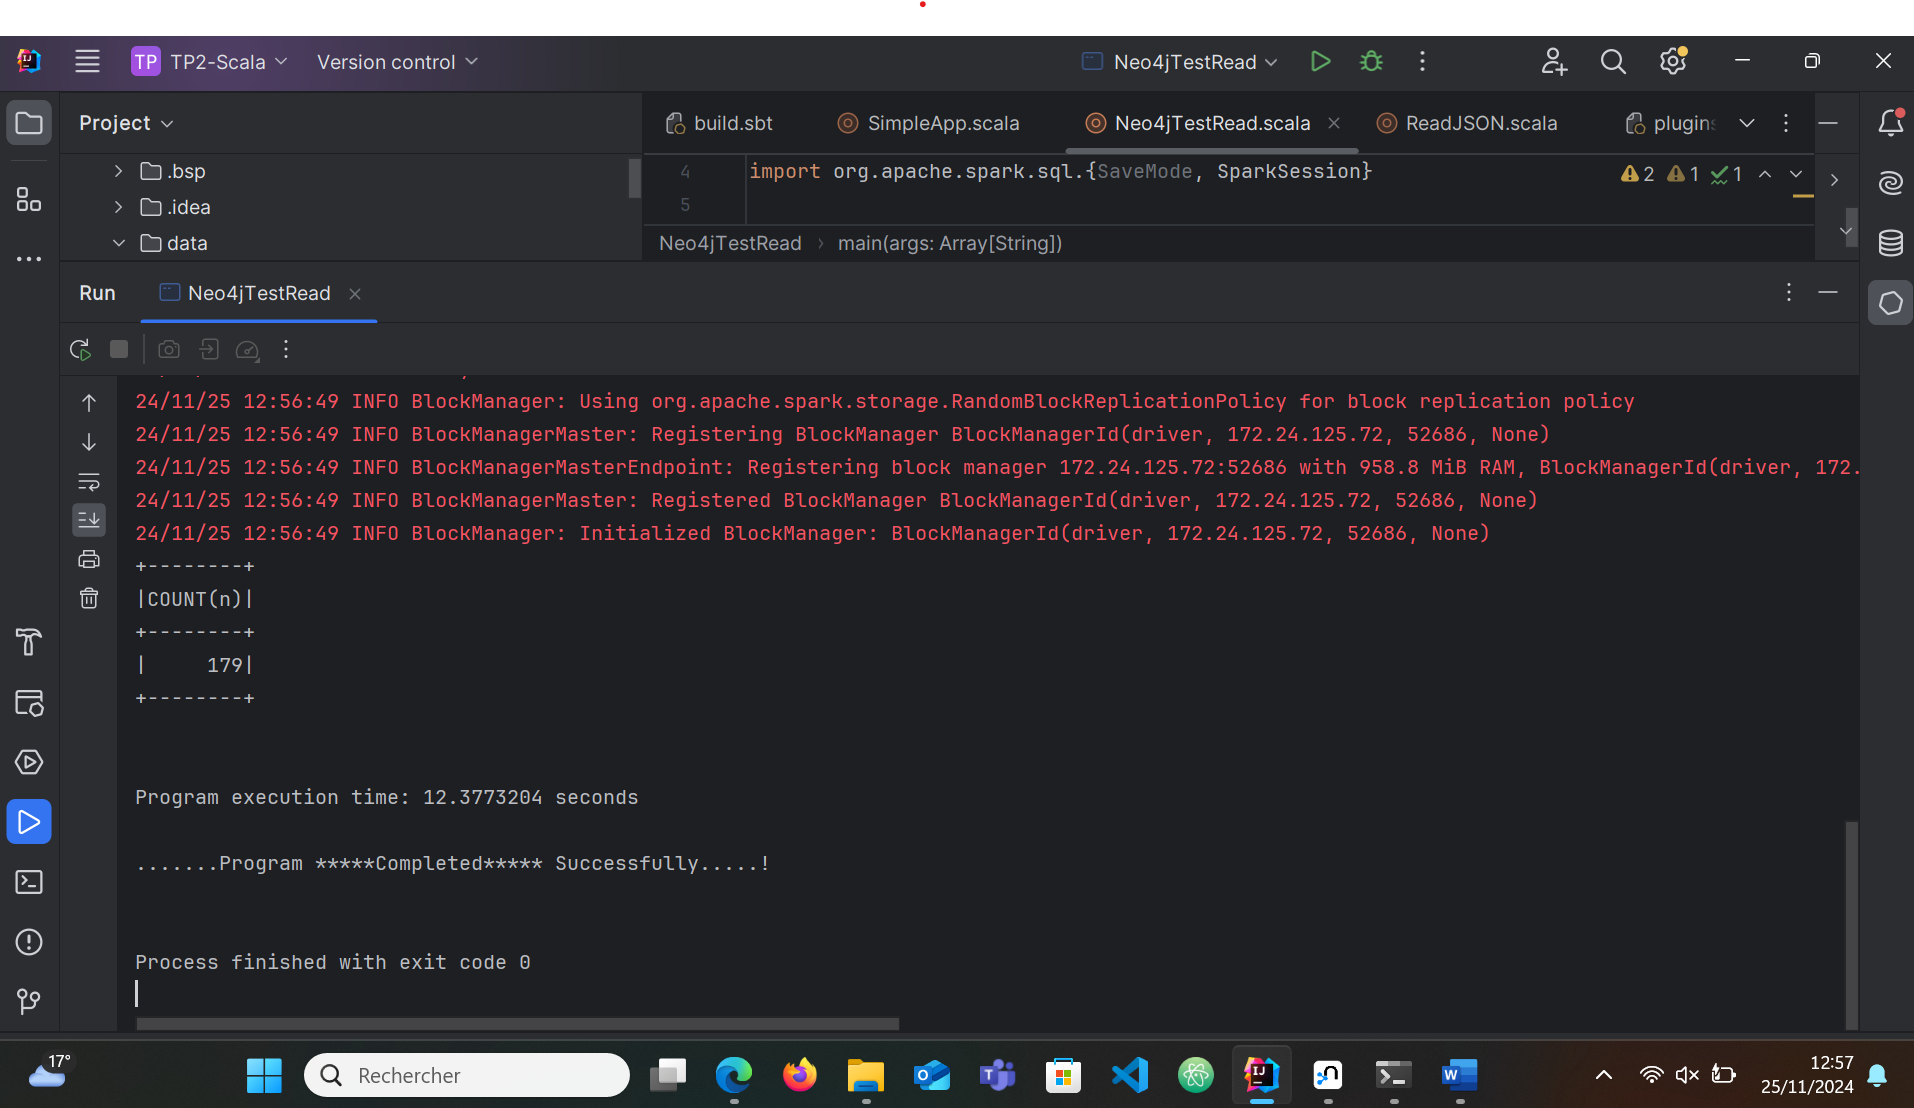 TP TP2-Scala Version control Neo4jTestRead
Project
build.sbt SimpleApp.scala Neo4jTestRead.scala ReadJSON.scala plugins
.bsp
.idea
data
4 import org.apache.spark.sql.{SaveMode, SparkSession} 2 1 1
5
Neo4jTestRead › main(args: Array[String])
Run Neo4jTestRead
24/11/25 12:56:49 INFO BlockManager: Using org.apache.spark.storage.RandomBlockReplicationPolicy for block replication policy
24/11/25 12:56:49 INFO BlockManagerMaster: Registering BlockManager BlockManagerId(driver, 172.24.125.72, 52686, None)
24/11/25 12:56:49 INFO BlockManagerMasterEndpoint: Registering block manager 172.24.125.72:52686 with 958.8 MiB RAM, BlockManagerId(driver, 172.
24/11/25 12:56:49 INFO BlockManagerMaster: Registered BlockManager BlockManagerId(driver, 172.24.125.72, 52686, None)
24/11/25 12:56:49 INFO BlockManager: Initialized BlockManager: BlockManagerId(driver, 172.24.125.72, 52686, None)
+--------+
|COUNT(n)|
+--------+
|     179|
+--------+
Program execution time: 12.3773204 seconds
.......Program *****Completed***** Successfully.....!
Process finished with exit code 0
17°
Rechercher
12:57
25/11/2024